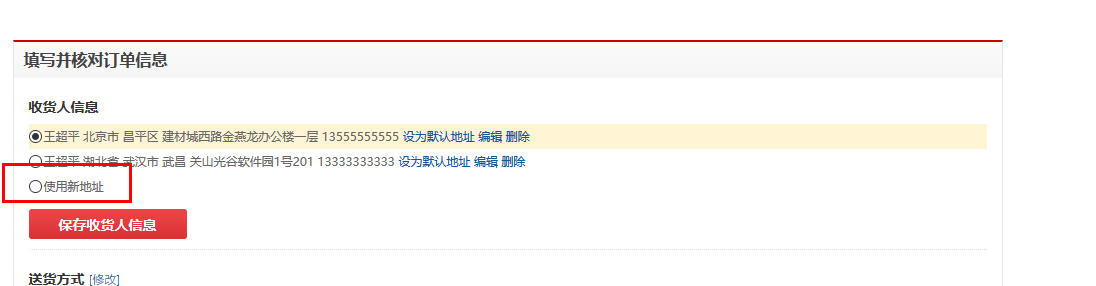 填写并核对订单信息
收货人信息
王超平 北京市 昌平区 建材城西路金燕龙办公楼一层 13555555555 设为默认地址 编辑 删除
王超平 湖北省 武汉市 武昌 关山光谷软件园1号201 13333333333 设为默认地址 编辑 删除
使用新地址
保存收货人信息
送货方式 [修改]